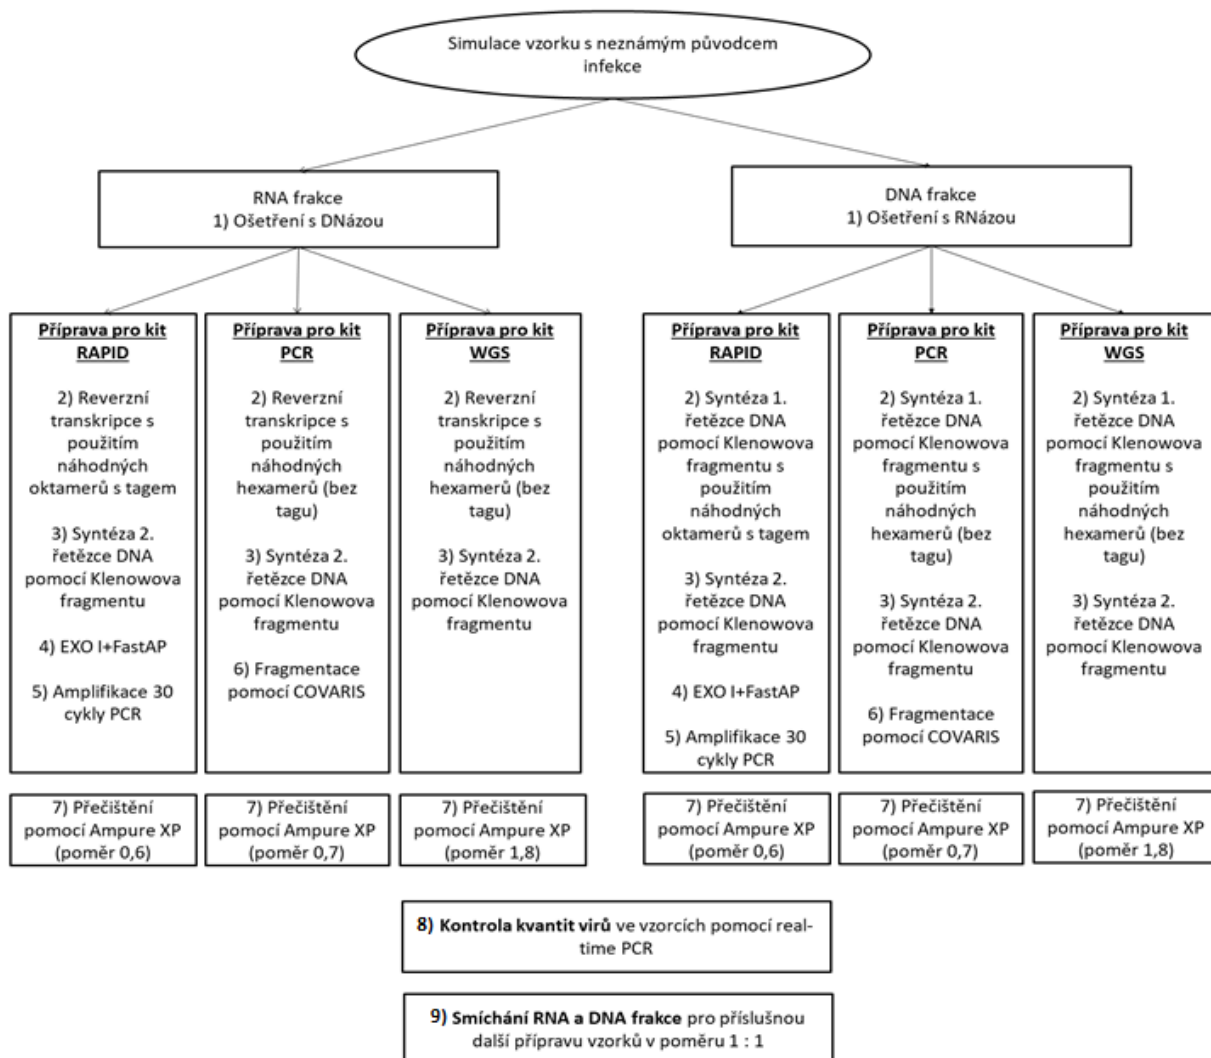 Simulace vzorku s neznámým původcem
infekce
RNA frakce
1) Ošetření s DNázou
DNA frakce
1) Ošetření s RNázou
Příprava pro kit
RAPID
2) Reverzní
transkripce s
použitím
náhodných
oktamerů s tagem
3) Syntéza 2.
řetězce DNA
pomocí Klenowova
fragmentu
4) EXO I+FastAP
5) Amplifikace 30
cykly PCR
Příprava pro kit
PCR
2) Reverzní
transkripce s
použitím
náhodných
hexamerů (bez
tagu)
3) Syntéza 2.
řetězce DNA
pomocí Klenowova
fragmentu
6) Fragmentace
pomocí COVARIS
Příprava pro kit
WGS
2) Reverzní
transkripce s
použitím
náhodných
hexamerů (bez
tagu)
3) Syntéza 2.
řetězce DNA
pomocí Klenowova
fragmentu
Příprava pro kit
RAPID
2) Syntéza 1.
řetězce DNA
pomocí Klenowova
fragmentu s
použitím
náhodných
oktamerů s tagem
3) Syntéza 2.
řetězce DNA
pomocí Klenowova
fragmentu
4) EXO I+FastAP
5) Amplifikace 30
cykly PCR
Příprava pro kit
PCR
2) Syntéza 1.
řetězce DNA
pomocí Klenowova
fragmentu s
použitím
náhodných
hexamerů (bez
tagu)
3) Syntéza 2.
řetězce DNA
pomocí Klenowova
fragmentu
6) Fragmentace
pomocí COVARIS
Příprava pro kit
WGS
2) Syntéza 1.
řetězce DNA
pomocí Klenowova
fragmentu s
použitím
náhodných
hexamerů (bez
tagu)
3) Syntéza 2.
řetězce DNA
pomocí Klenowova
fragmentu
7) Přečištění
pomocí Ampure XP
(poměr 0,6)
7) Přečištění
pomocí Ampure XP
(poměr 0,7)
7) Přečištění
pomocí Ampure XP
(poměr 1,8)
7) Přečištění
pomocí Ampure XP
(poměr 0,6)
7) Přečištění
pomocí Ampure XP
(poměr 0,7)
7) Přečištění
pomocí Ampure XP
(poměr 1,8)
8) Kontrola kvantit virů ve vzorcích pomocí real-
time PCR
9) Smíchání RNA a DNA frakce pro příslušnou
další přípravu vzorků v poměru 1 : 1